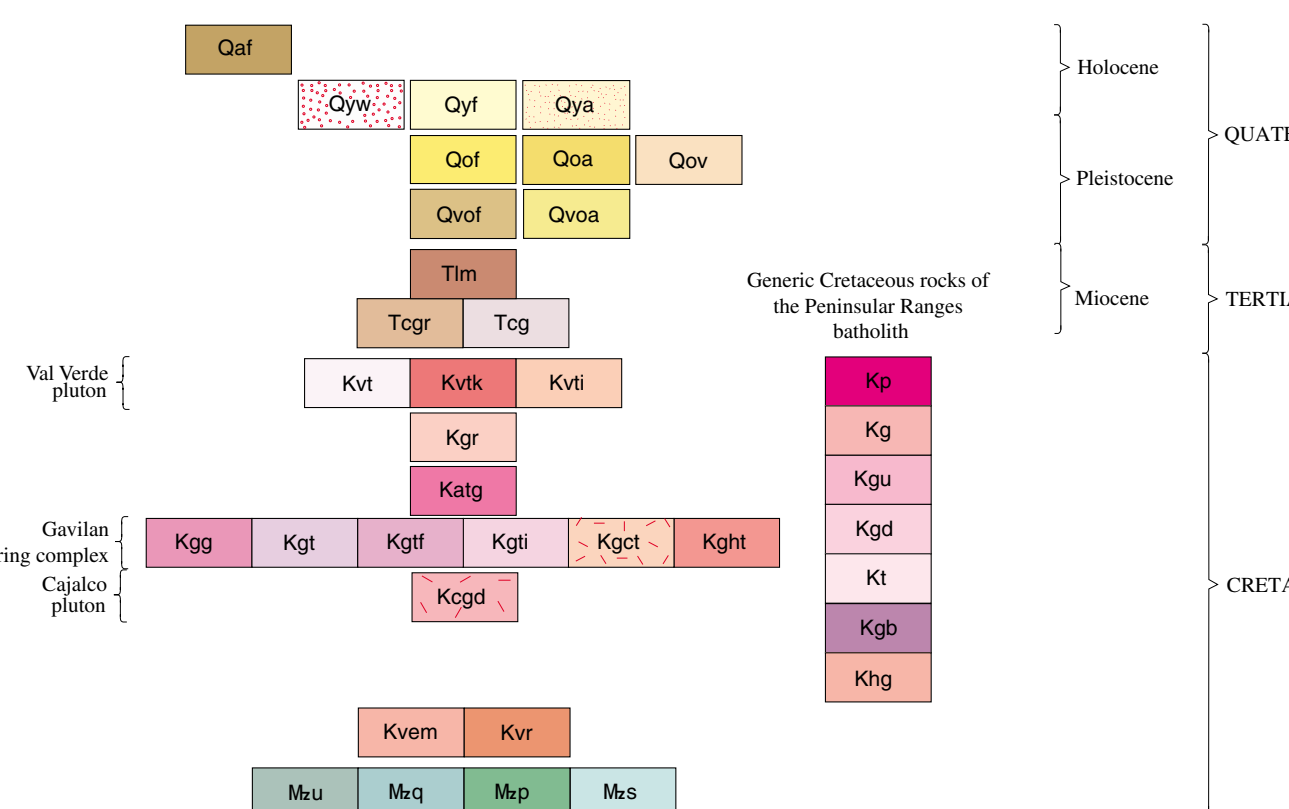 Qaf
Holocene
Qyw Qyf Qya
QUATE
Qof Qoa Qov
Pleistocene
Qvof Qvoa
Tlm
Generic Cretaceous rocks of
the Peninsular Ranges
batholith
Miocene
TERTIA
Tcgr Tcg
Val Verde
pluton
Kvt Kvtk Kvti
Kp
Kgr
Kg
Katg
Kgu
Gavilan
ring complex
Kgg Kgt Kgtf Kgti Kgct Kght
Kgd
Cajalco
pluton
Kcgd
Kt
CRETA
Kgb
Khg
Kvem Kvr
Mzu Mzq Mzp Mzs